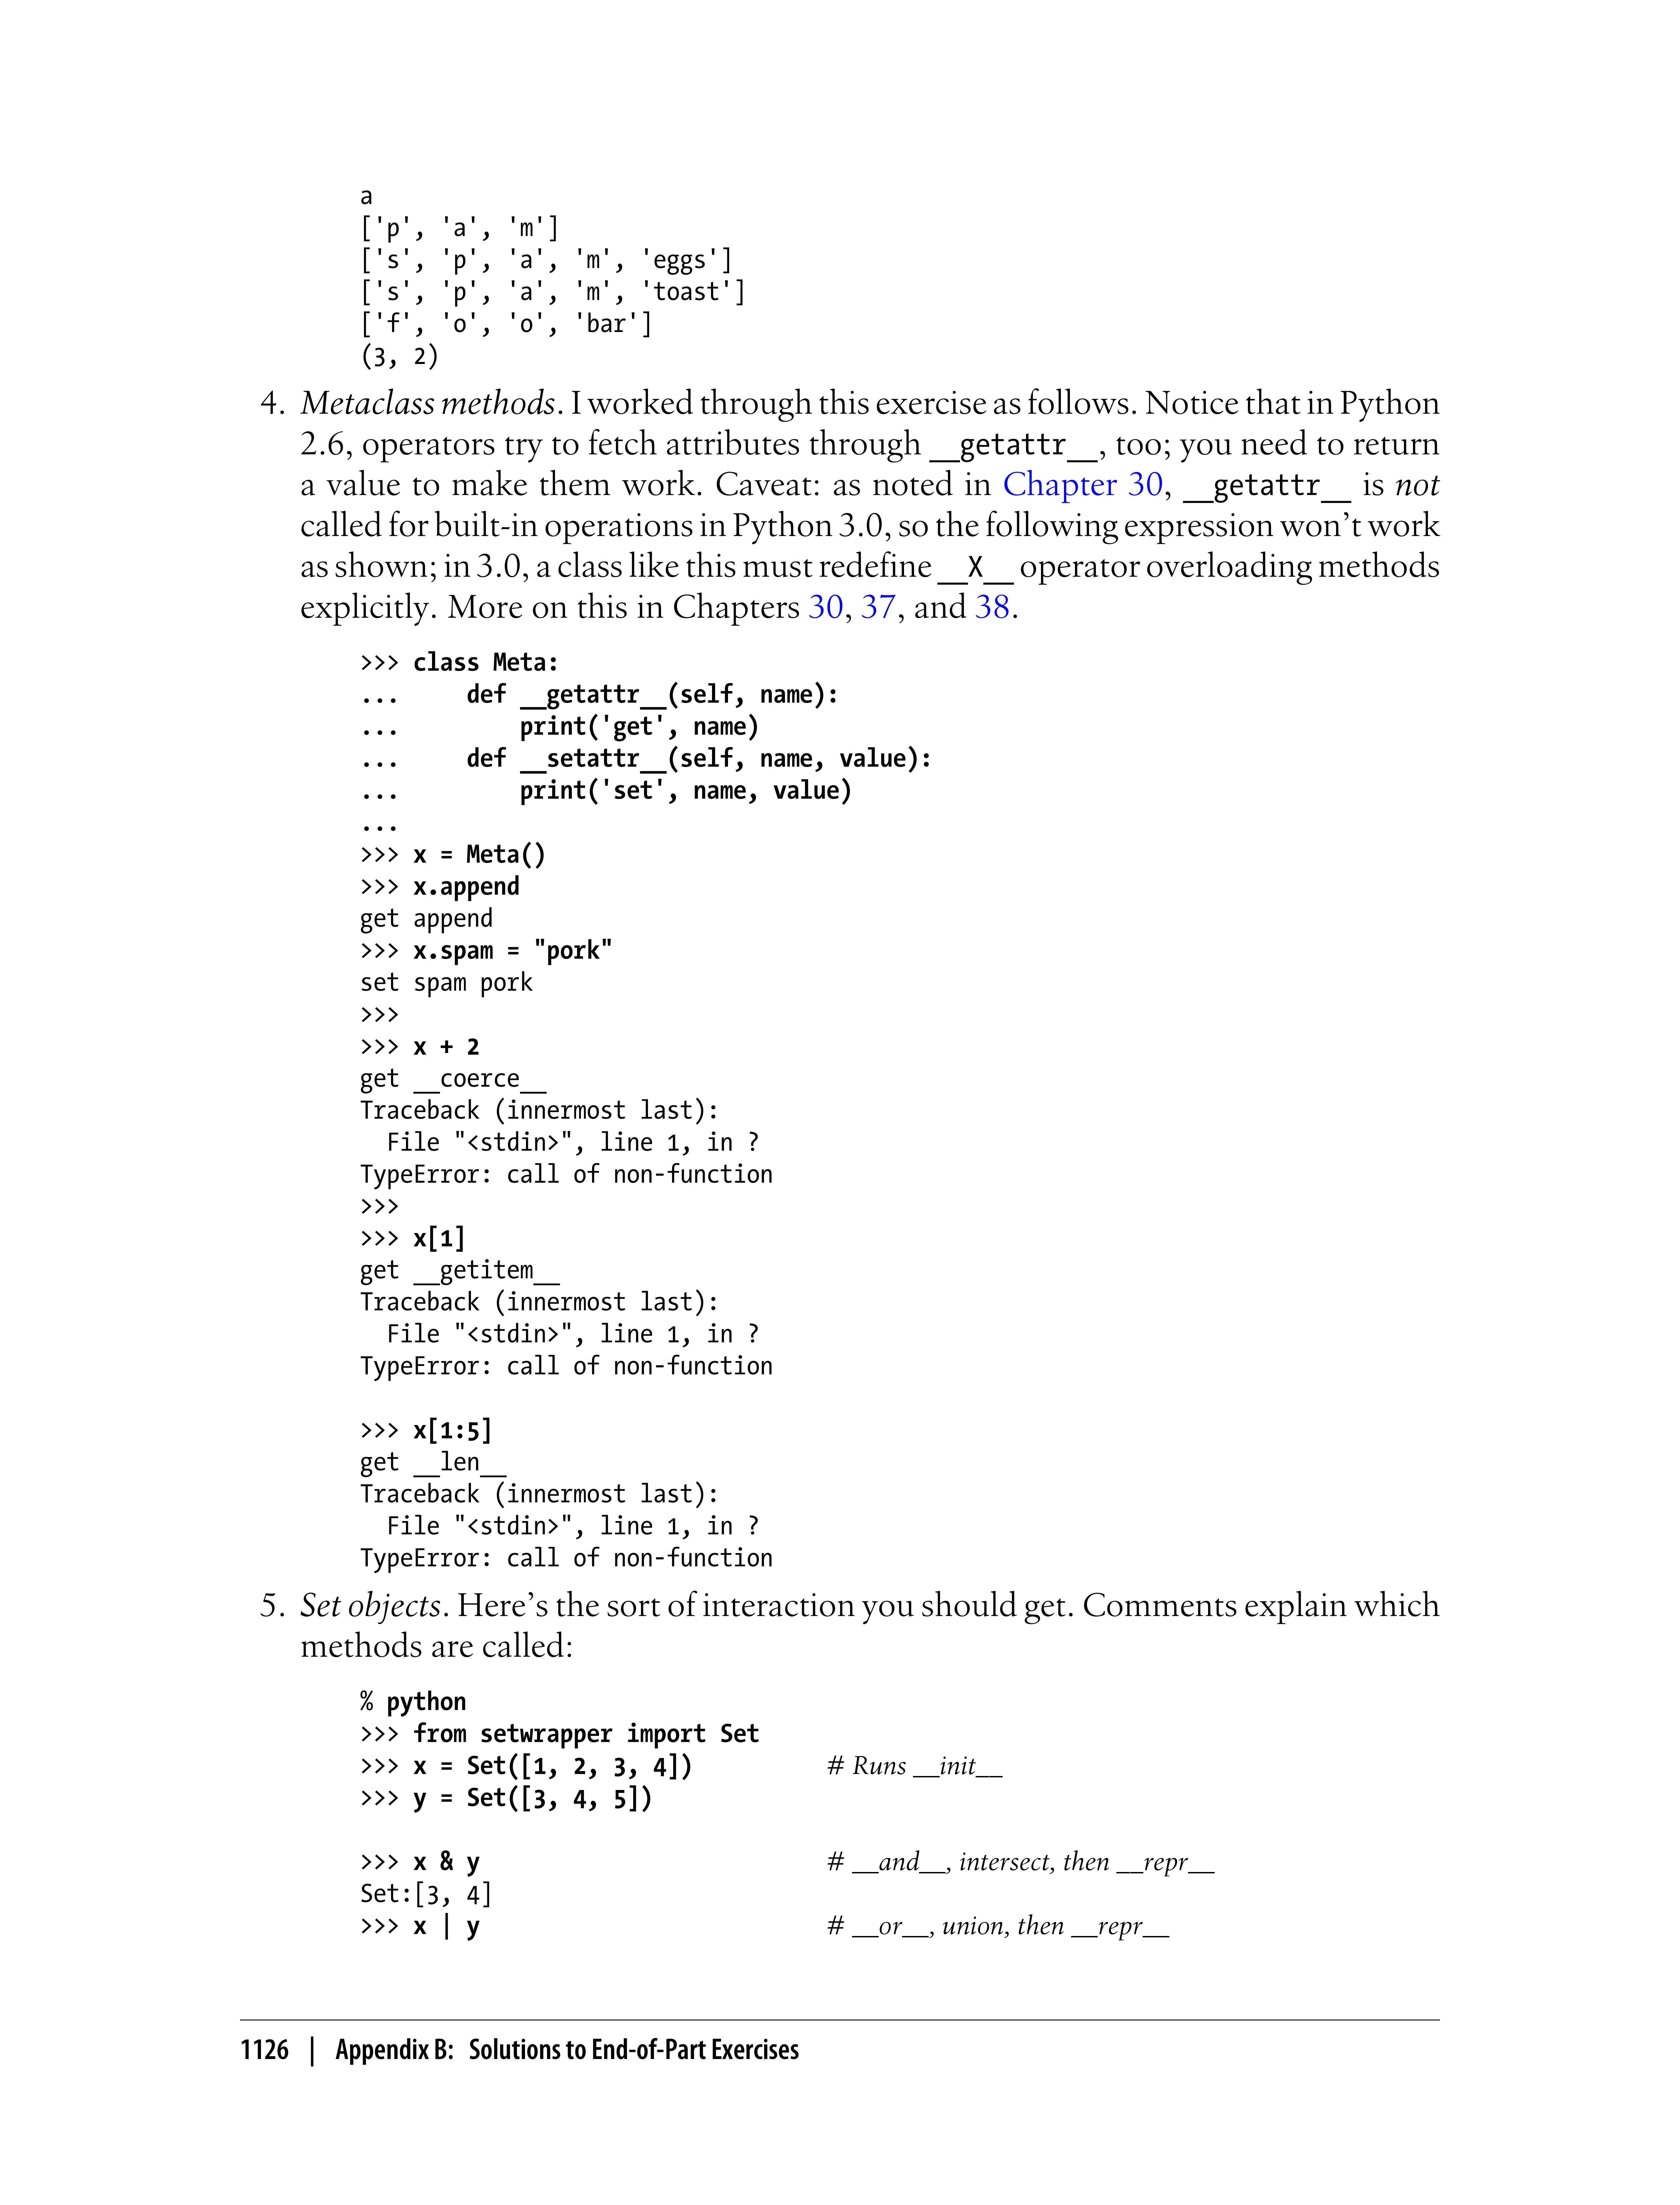 a
['p', 'a', 'm']
['s', 'p', 'a', 'm', 'eggs']
['s', 'p', 'a', 'm', 'toast']
['f', 'o', 'o', 'bar']
(3, 2)
4. Metaclass methods. I worked through this exercise as follows. Notice that in Python
2.6, operators try to fetch attributes through __getattr__, too; you need to return
a value to make them work. Caveat: as noted in Chapter 30, __getattr__ is not
called for built-in operations in Python 3.0, so the following expression won’t work
as shown; in 3.0, a class like this must redefine __X__ operator overloading methods
explicitly. More on this in Chapters 30, 37, and 38.
>>> class Meta:
...     def __getattr__(self, name):
...         print('get', name)
...     def __setattr__(self, name, value):
...         print('set', name, value)
...
>>> x = Meta()
>>> x.append
get append
>>> x.spam = "pork"
set spam pork
>>>
>>> x + 2
get __coerce__
Traceback (innermost last):
  File "<stdin>", line 1, in ?
TypeError: call of non-function
>>>
>>> x[1]
get __getitem__
Traceback (innermost last):
  File "<stdin>", line 1, in ?
TypeError: call of non-function
>>> x[1:5]
get __len__
Traceback (innermost last):
  File "<stdin>", line 1, in ?
TypeError: call of non-function
5. Set objects. Here’s the sort of interaction you should get. Comments explain which
methods are called:
% python
>>> from setwrapper import Set
>>> x = Set([1, 2, 3, 4])          # Runs __init__
>>> y = Set([3, 4, 5])
>>> x & y                          # __and__, intersect, then __repr__
Set:[3, 4]
>>> x | y                          # __or__, union, then __repr__
1126 | Appendix B: Solutions to End-of-Part Exercises